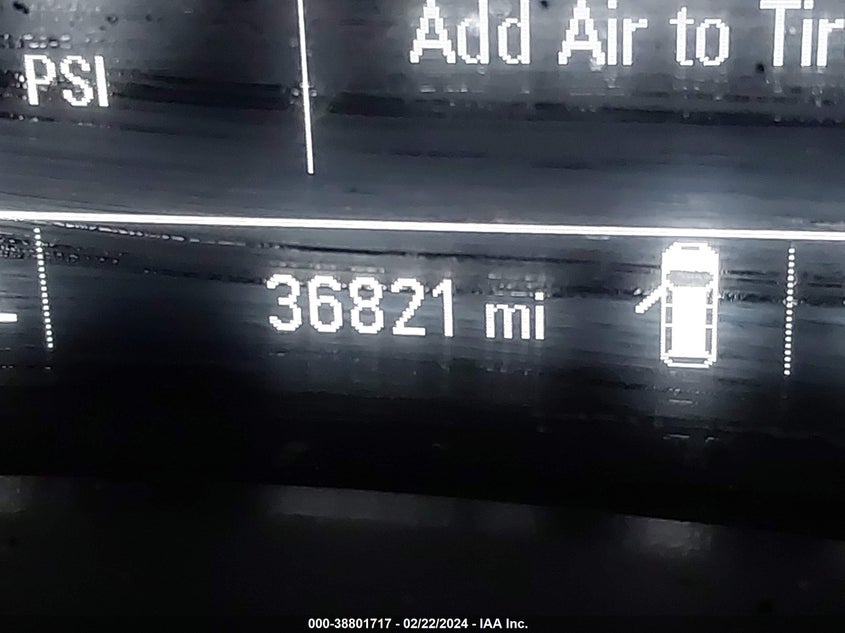 Add Air to Tir
PSI
36821 mi
000-38801717 - 02/22/2024 - IAA Inc.